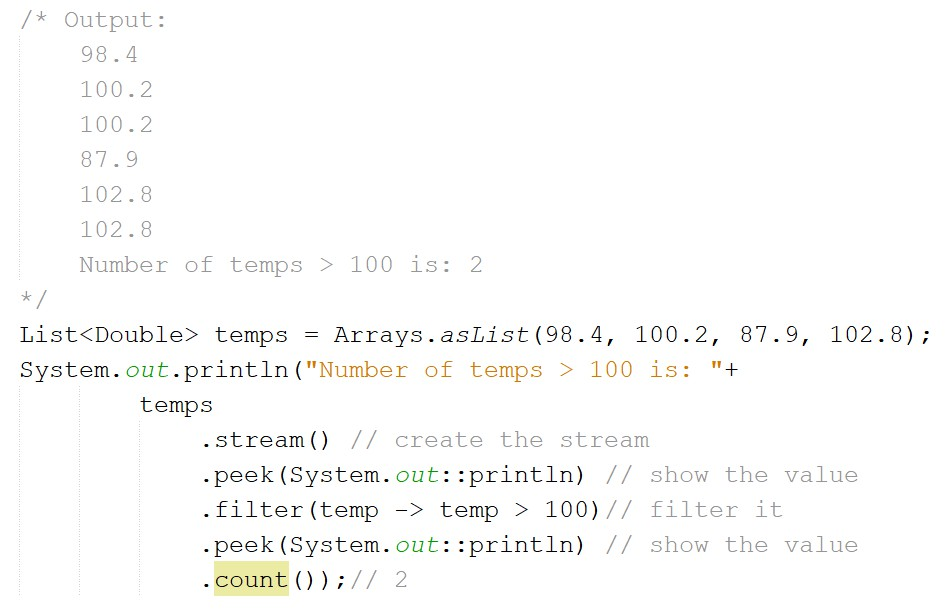 /* Output:
98.4
100.2
100.2
87.9
102.8
102.8
Number of temps > 100 is: 2
*/
List<Double> temps = Arrays.asList(98.4, 100.2, 87.9, 102.8);
System.out.println("Number of temps > 100 is: "+
temps
.stream() // create the stream
.peek(System.out::println) // show the value
.filter(temp -> temp > 100)// filter it
.peek(System.out::println) // show the value
.count());// 2